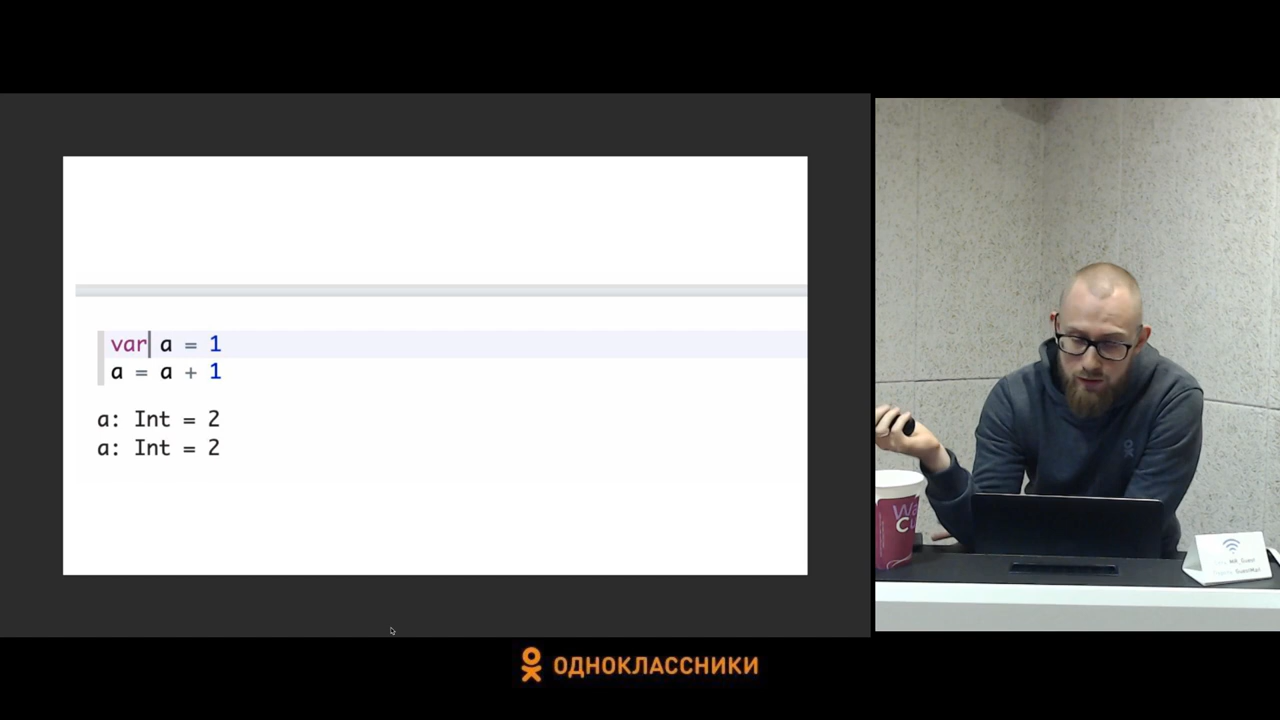 var a = 1
a = a + 1
a: Int = 2
a: Int = 2
ОДНОКЛАССНИКИ